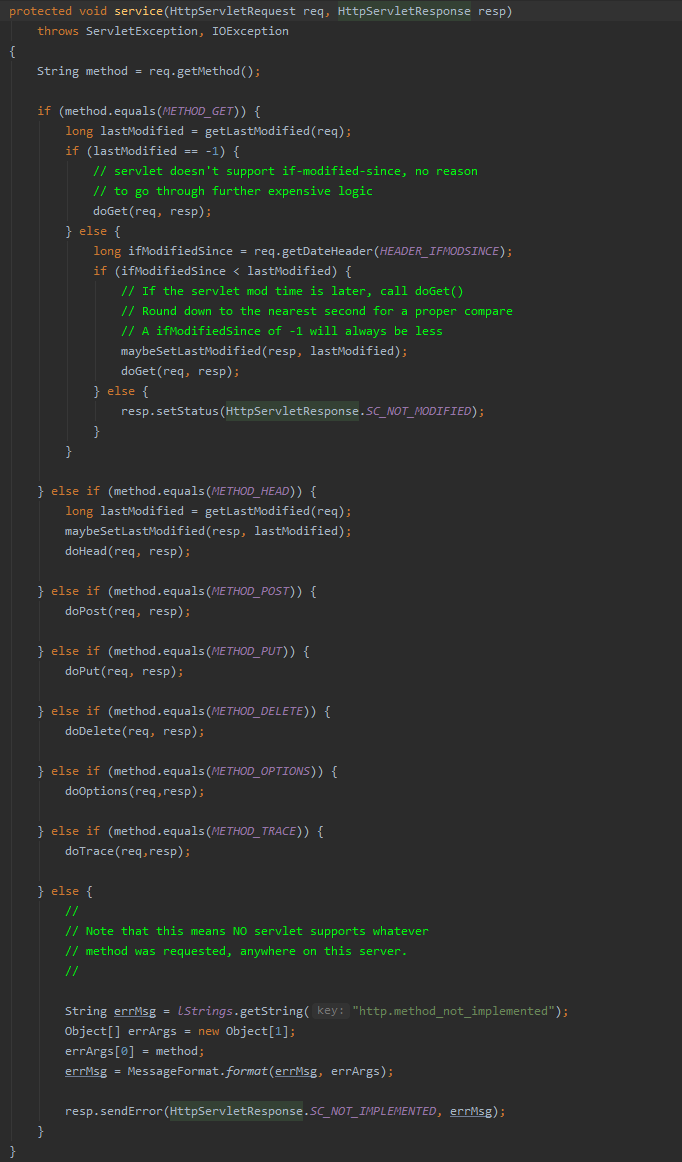 protected void service(HttpServletRequest req, HttpServletResponse resp)
    throws ServletException, IOException
{
    String method = req.getMethod();

    if (method.equals(METHOD_GET)) {
        long lastModified = getLastModified(req);
        if (lastModified == -1) {
            // servlet doesn't support if-modified-since, no reason
            // to go through further expensive logic
            doGet(req, resp);
        } else {
            long ifModifiedSince = req.getDateHeader(HEADER_IFMODSINCE);
            if (ifModifiedSince < lastModified) {
                // If the servlet mod time is later, call doGet()
                // Round down to the nearest second for a proper compare
                // A ifModifiedSince of -1 will always be less
                maybeSetLastModified(resp, lastModified);
                doGet(req, resp);
            } else {
                resp.setStatus(HttpServletResponse.SC_NOT_MODIFIED);
            }
        }

    } else if (method.equals(METHOD_HEAD)) {
        long lastModified = getLastModified(req);
        maybeSetLastModified(resp, lastModified);
        doHead(req, resp);

    } else if (method.equals(METHOD_POST)) {
        doPost(req, resp);

    } else if (method.equals(METHOD_PUT)) {
        doPut(req, resp);

    } else if (method.equals(METHOD_DELETE)) {
        doDelete(req, resp);

    } else if (method.equals(METHOD_OPTIONS)) {
        doOptions(req,resp);

    } else if (method.equals(METHOD_TRACE)) {
        doTrace(req,resp);

    } else {
        //
        // Note that this means NO servlet supports whatever
        // method was requested, anywhere on this server.
        //

        String errMsg = lStrings.getString( key: "http.method_not_implemented");
        Object[] errArgs = new Object[1];
        errArgs[0] = method;
        errMsg = MessageFormat.format(errMsg, errArgs);

        resp.sendError(HttpServletResponse.SC_NOT_IMPLEMENTED, errMsg);
    }
}